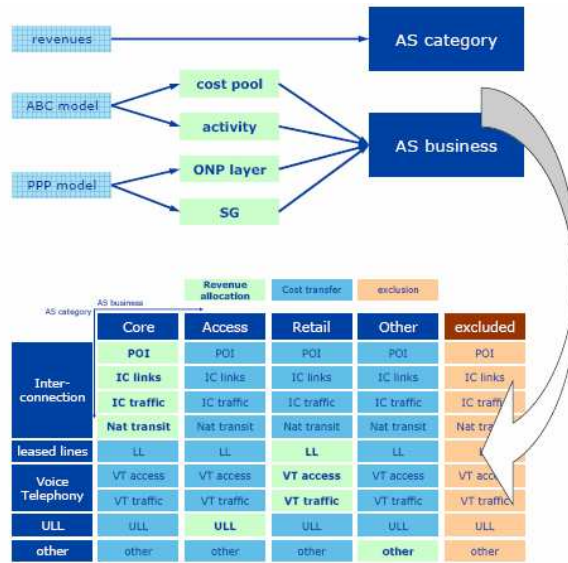 revenues
AS category
ABC model
cost pool
activity
AS business
PPP model
ONP layer
SG
Revenue
allocation
Cost transfer
exclusion
AS business
AS category
Core Access Retail Other excluded
Inter-
connection
POI POI POI POI POI
IC links IC links IC links IC links IC links
IC traffic IC traffic IC traffic IC traffic IC traffic
Nat transit Nat transit Nat transit Nat transit Nat tr
leased lines LL LL LL LL
Voice
Telephony
VT access VT access VT access VT access VT acce
VT traffic VT traffic VT traffic VT traffic VT traffic
ULL ULL ULL ULL ULL ULL
other other other other other other